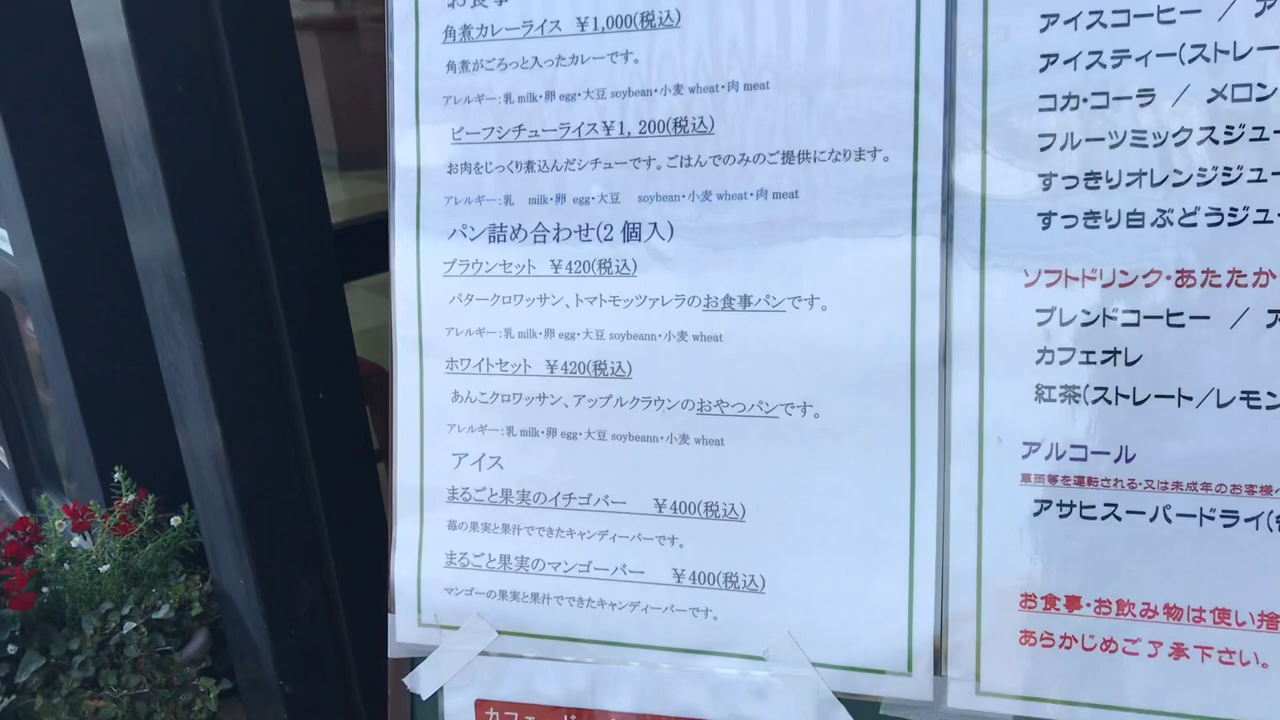 お食事
角煮カレーライス ￥1,000(税込)
角煮がごろっと入ったカレーです。
アレルギー：乳 milk・卵 egg・大豆 soybean・小麦 wheat・肉 meat
ビーフシチューライス￥1,200(税込)
お肉をじっくり煮込んだシチューです。ごはんでのみのご提供になります。
アレルギー：乳 milk・卵 egg・大豆 soybean・小麦 wheat・肉 meat
パン詰め合わせ(2個入)
ブラウンセット ￥420(税込)
バタークロワッサン、トマトモッツァレラのお食事パンです。
アレルギー：乳 milk・卵 egg・大豆 soybeann・小麦 wheat
ホワイトセット ￥420(税込)
あんこクロワッサン、アップルクラウンのおやつパンです。
アレルギー：乳 milk・卵 egg・大豆 soybeann・小麦 wheat
アイス
まるごと果実のイチゴバー ￥400(税込)
苺の果実と果汁でできたキャンディーバーです。
まるごと果実のマンゴーバー ￥400(税込)
マンゴーの果実と果汁でできたキャンディーバーです。
アイスコーヒー / ア
アイスティー(ストレー
コカ・コーラ / メロン
フルーツミックスジュー
すっきりオレンジジュー
すっきり白ぶどうジュー
ソフトドリンク・あたたか
ブレンドコーヒー / ア
カフェオレ
紅茶(ストレート/レモン
アルコール
車両等を運転される・又は未成年のお客様へ
アサヒスーパードライ(
お食事・お飲み物は使い捨
あらかじめご了承下さい。